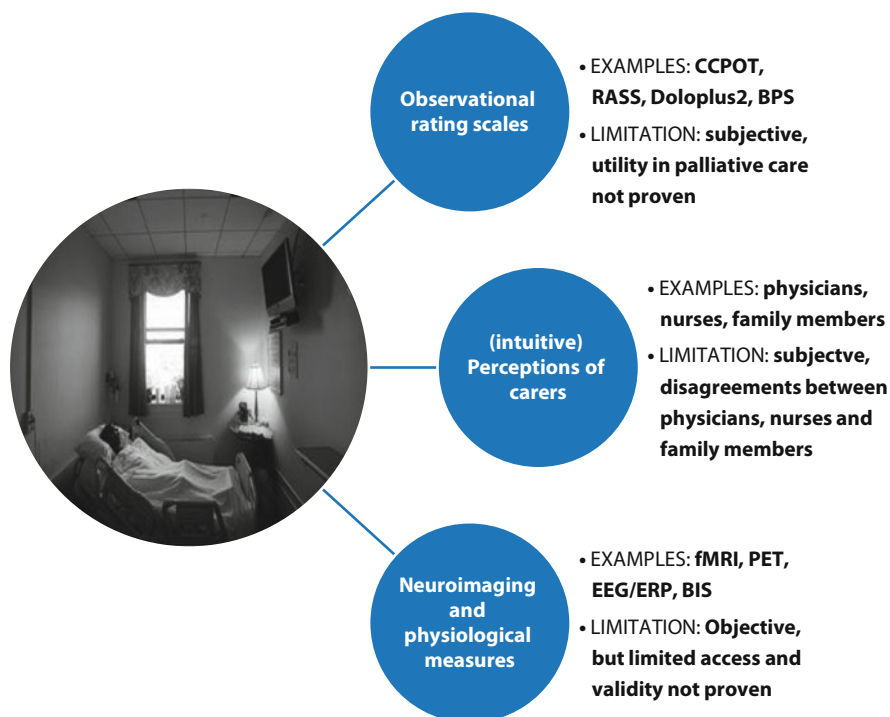 Observational
rating scales
• EXAMPLES: CCPOT,
RASS, Doloplus2, BPS
• LIMITATION: subjective,
utility in palliative care
not proven
(intuitive)
Perceptions of
carers
• EXAMPLES: physicians,
nurses, family members
• LIMITATION: subjectve,
disagreements between
physicians, nurses and
family members
Neuroimaging
and
physiological
measures
• EXAMPLES: fMRI, PET,
EEG/ERP, BIS
• LIMITATION: Objective,
but limited access and
validity not proven